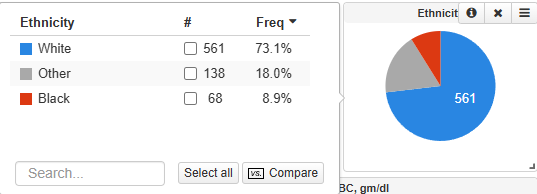 Ethnicity # Freq
White 561 73.1%
Other 138 18.0%
Black 68 8.9%
Search... Select all vs. Compare
Ethnicit
561
BC, gm/dl